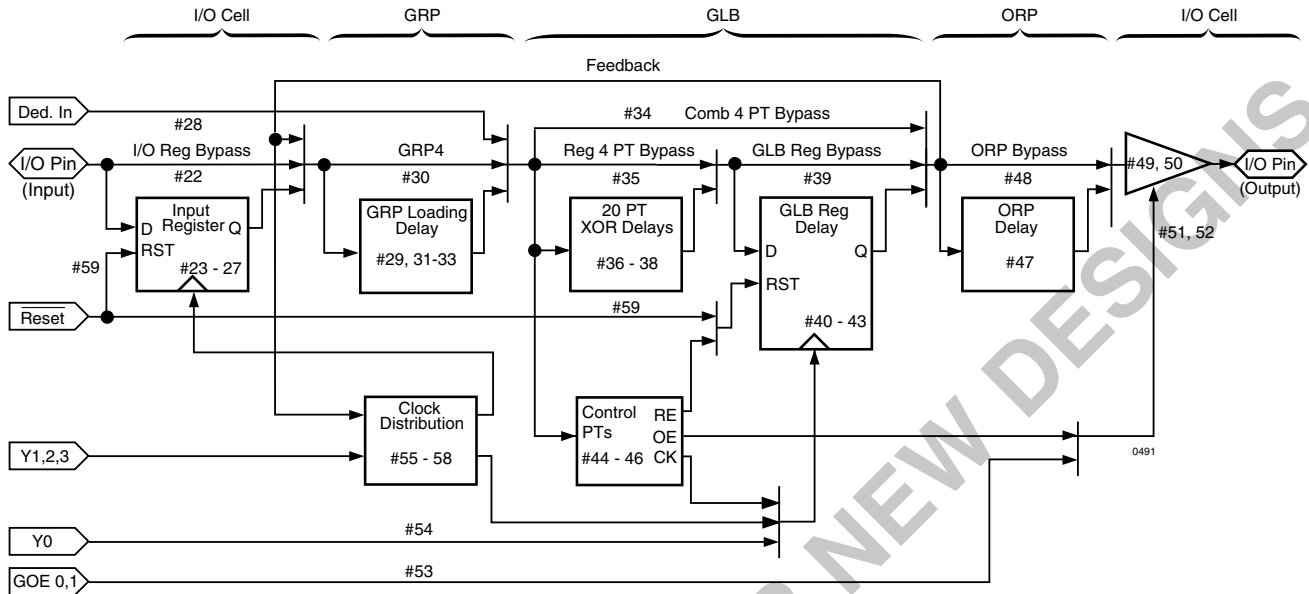 I/O Cell GRP GLB ORP I/O Cell
Feedback
Ded. In
#28
#34 Comb 4 PT Bypass
I/O Pin
(Input)
I/O Reg Bypass
#22
GRP4
#30
Reg 4 PT Bypass
#35
GLB Reg Bypass
#39
ORP Bypass
#48
#49, 50
I/O Pin
(Output)
Input
Register
D
Q
RST
#23 - 27
GRP Loading
Delay
#29, 31-33
20 PT
XOR Delays
#36 - 38
GLB Reg
Delay
D
Q
RST
#40 - 43
ORP
Delay
#47
#51, 52
#59
Reset
#59
Clock
Distribution
#55 - 58
Control
PTs
#44 - 46
RE
OE
CK
0491
Y1,2,3
Y0
#54
GOE 0,1
#53
NEW DESIGNS